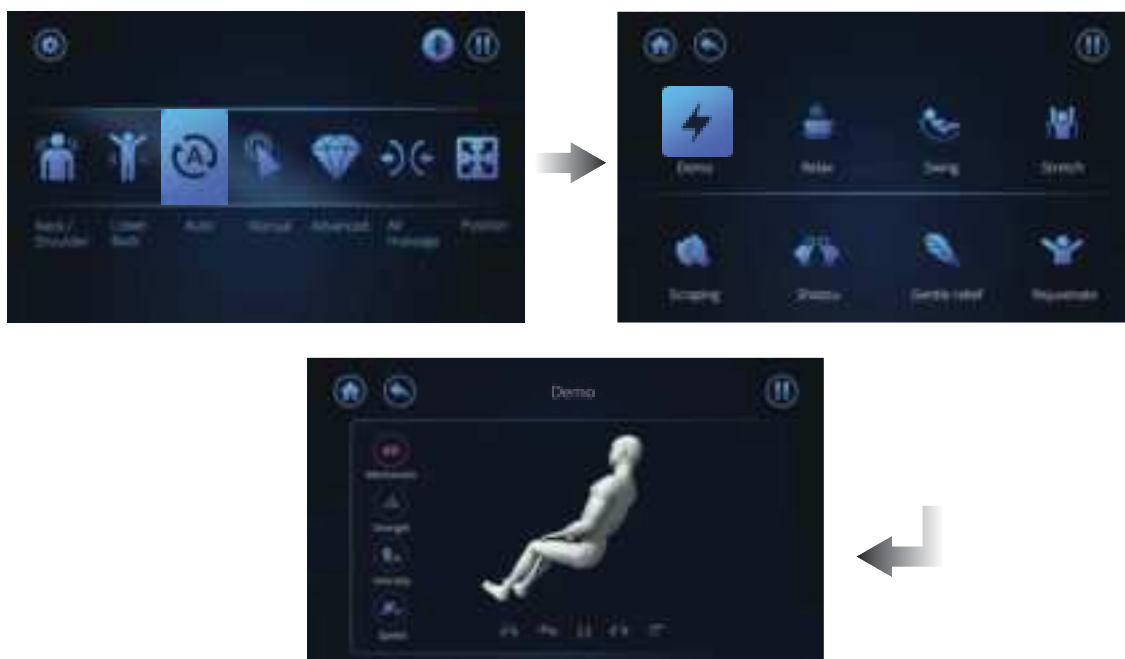 Neck /
Shoulder
Lower
Back
A
Auto
Manual
Advanced
Air
massage
Position
Demo
Relax
Swing
Stretch
Scraping
Shiatsu
Gentle relief
Rejuvenate
Demo
Strength
Speed